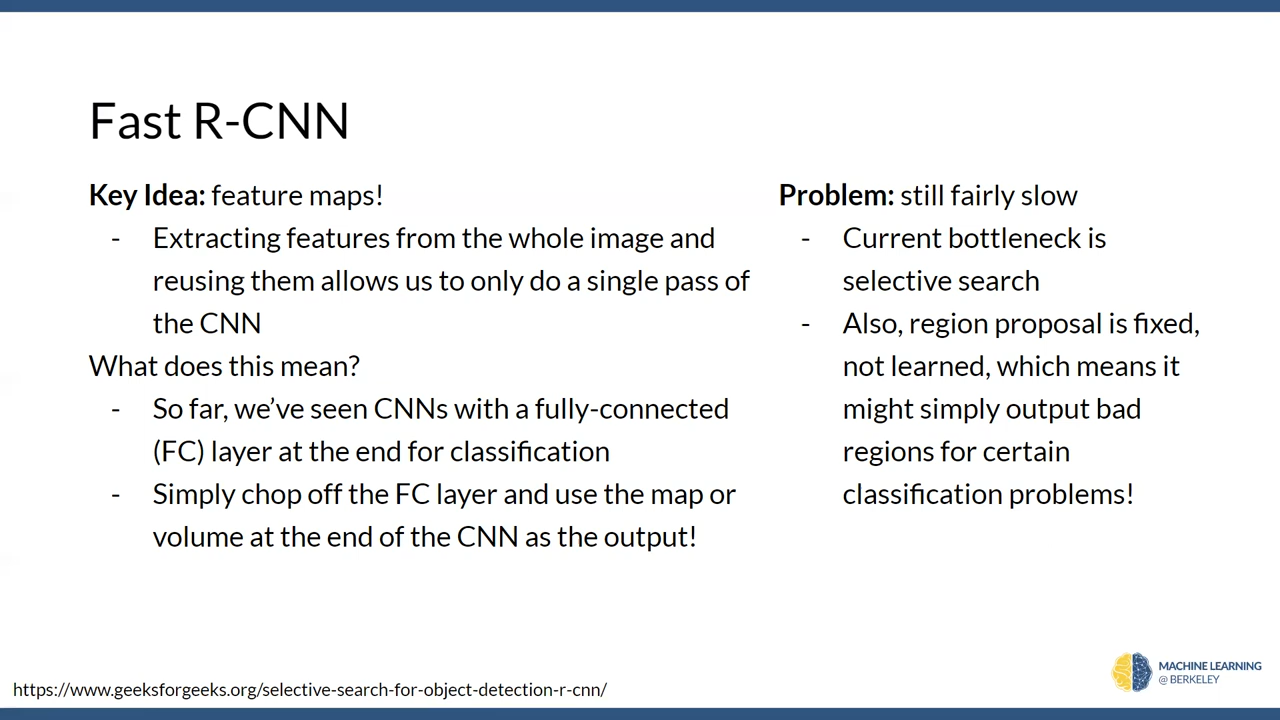 Fast R-CNN
Key Idea: feature maps!
- Extracting features from the whole image and
reusing them allows us to only do a single pass of
the CNN
What does this mean?
- So far, we’ve seen CNNs with a fully-connected
(FC) layer at the end for classification
- Simply chop off the FC layer and use the map or
volume at the end of the CNN as the output!
Problem: still fairly slow
- Current bottleneck is
selective search
- Also, region proposal is fixed,
not learned, which means it
might simply output bad
regions for certain
classification problems!
https://www.geeksforgeeks.org/selective-search-for-object-detection-r-cnn/
MACHINE LEARNING
@ BERKELEY